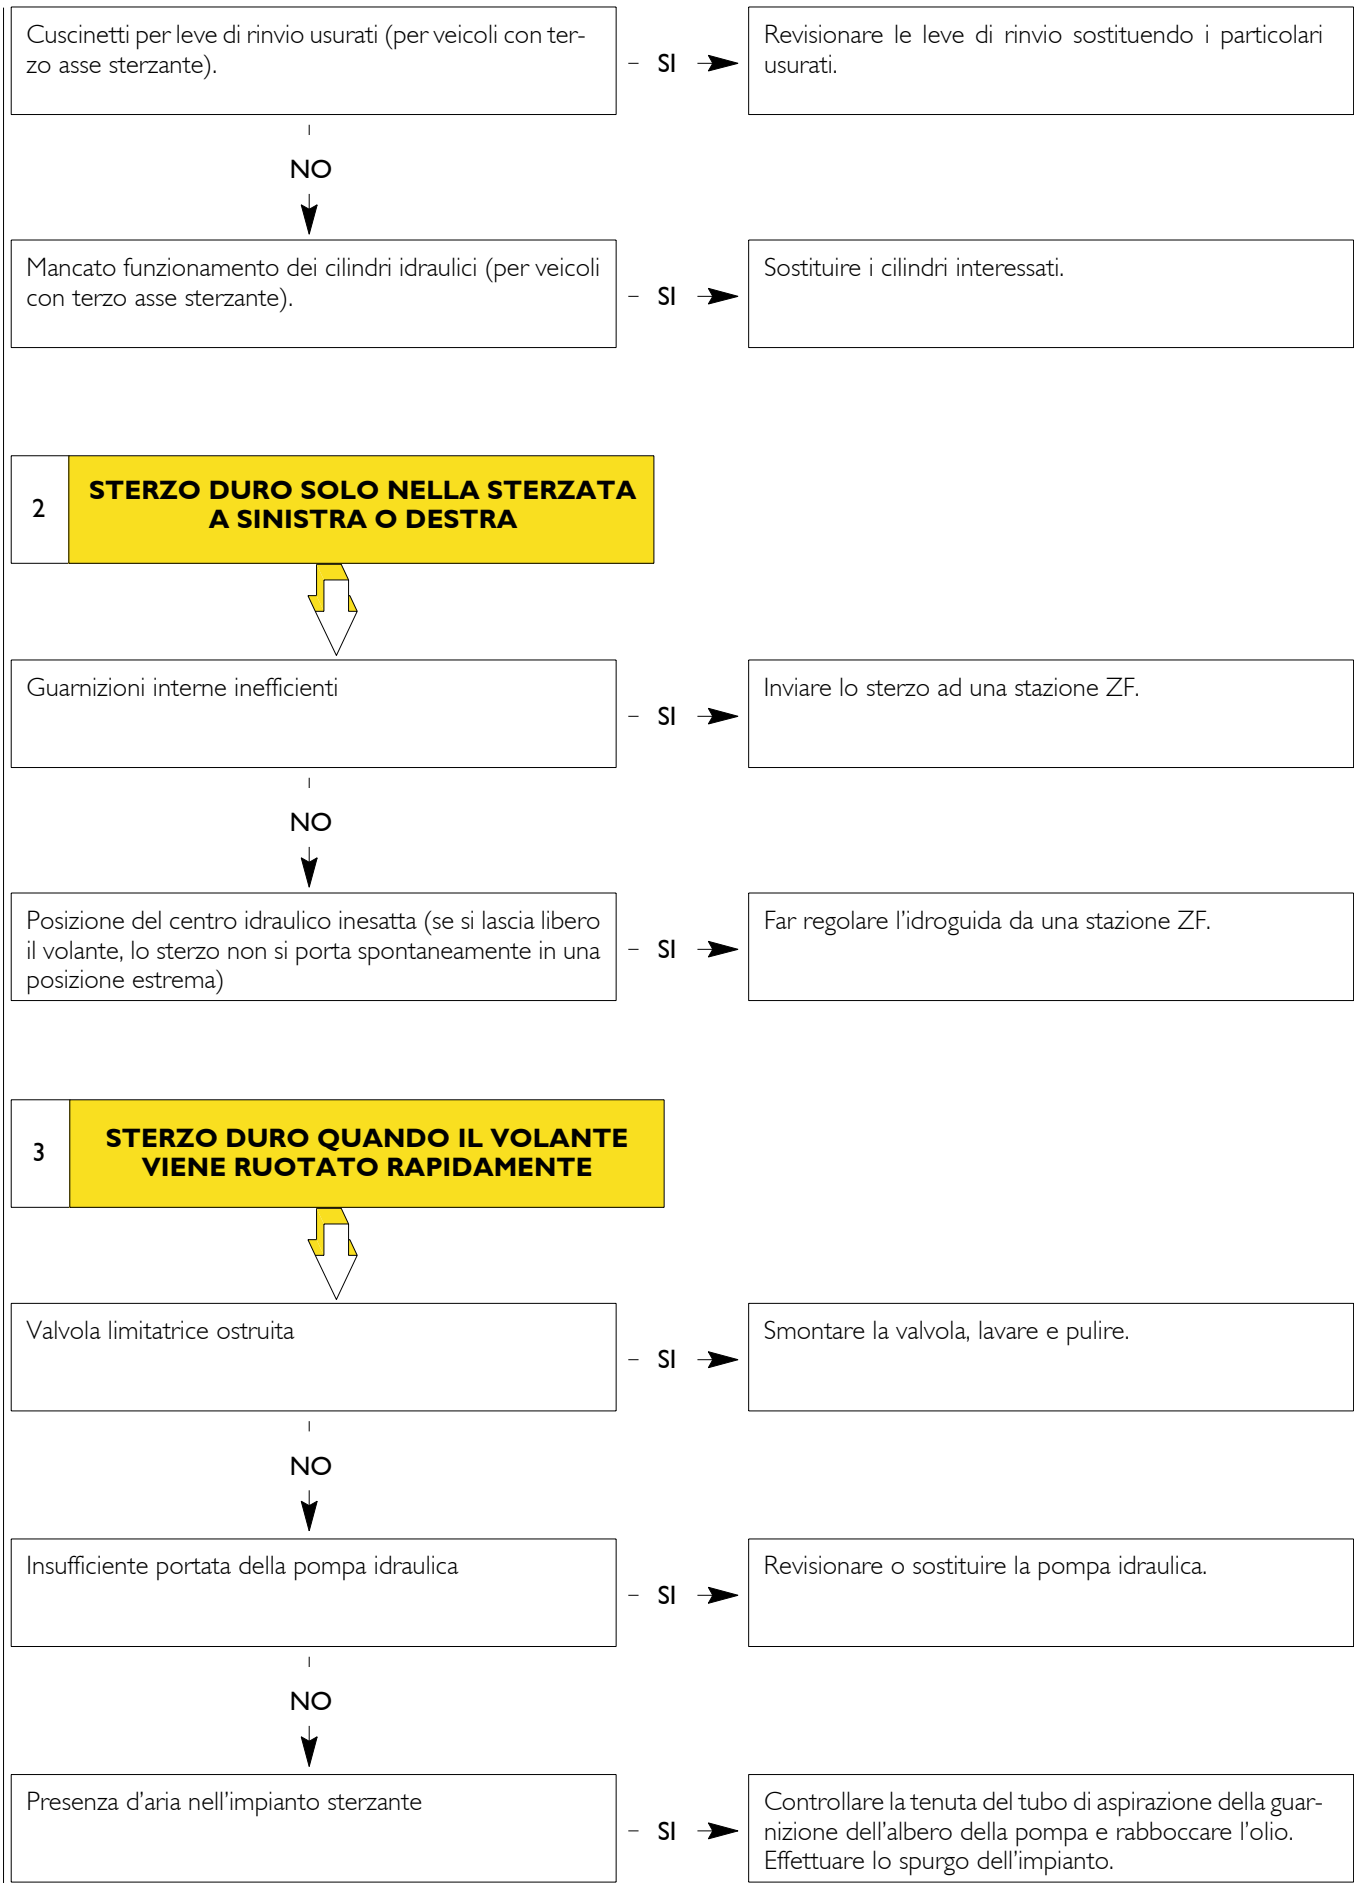 Cuscinetti per leve di rinvio usurati (per veicoli con ter-
zo asse sterzante).
SI
Revisionare le leve di rinvio sostituendo i particolari
usurati.
NO
Mancato funzionamento dei cilindri idraulici (per veicoli
con terzo asse sterzante).
SI
Sostituire i cilindri interessati.
2
STERZO DURO SOLO NELLA STERZATA
A SINISTRA O DESTRA
Guarnizioni interne inefficienti
SI
Inviare lo sterzo ad una stazione ZF.
NO
Posizione del centro idraulico inesatta (se si lascia libero
il volante, lo sterzo non si porta spontaneamente in una
posizione estrema)
SI
Far regolare l'idroguida da una stazione ZF.
3
STERZO DURO QUANDO IL VOLANTE
VIENE RUOTATO RAPIDAMENTE
Valvola limitatrice ostruita
SI
Smontare la valvola, lavare e pulire.
NO
Insufficiente portata della pompa idraulica
SI
Revisionare o sostituire la pompa idraulica.
NO
Presenza d'aria nell'impianto sterzante
SI
Controllare la tenuta del tubo di aspirazione della guar-
nizione dell'albero della pompa e rabboccare l'olio.
Effettuare lo spurgo dell'impianto.